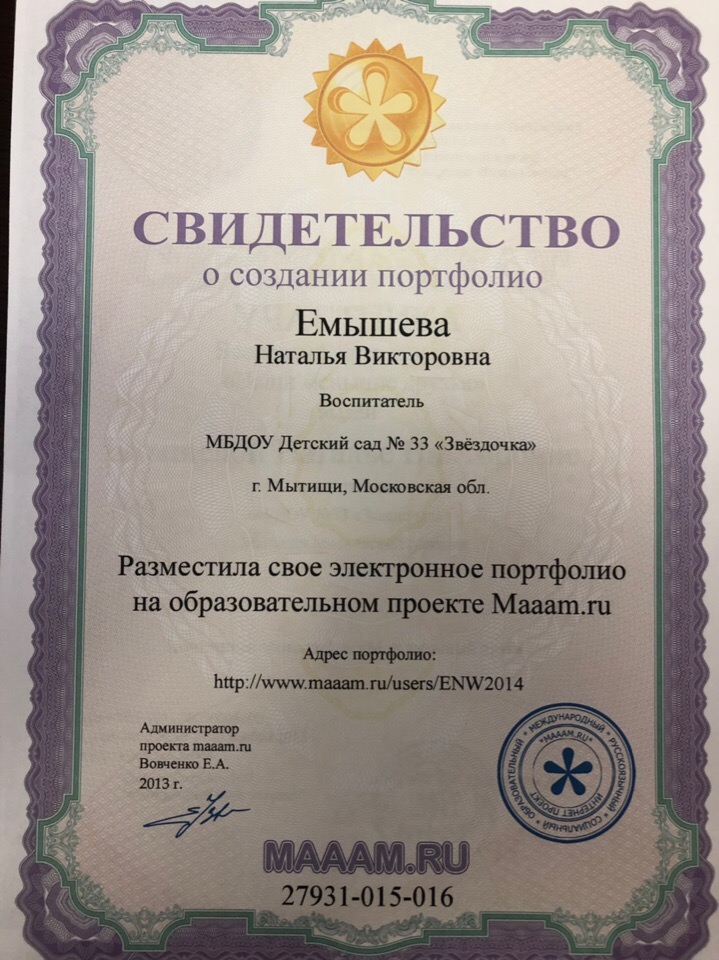 СВИДЕТЕЛЬСТВО
о создании портфолио
Емышева
Наталья Викторовна
Воспитатель
МБДОУ Детский сад № 33 «Звёздочка»
г. Мытищи, Московская обл.
Разместила свое электронное портфолио
на образовательном проекте Maaam.ru
Адрес портфолио:
http://www.maaam.ru/users/ENW2014
Администратор
проекта maaam.ru
Вовченко Е.А.
2013 г.
* МЕЖДУНАРОДНЫЙ * РУССКОЯЗЫЧНЫЙ * СОЦИАЛЬНЫЙ * ОБРАЗОВАТЕЛЬНЫЙ
"MAAAM.RU"
ИНТЕРНЕТ ПРОЕКТ
MAAAM.RU
27931-015-016